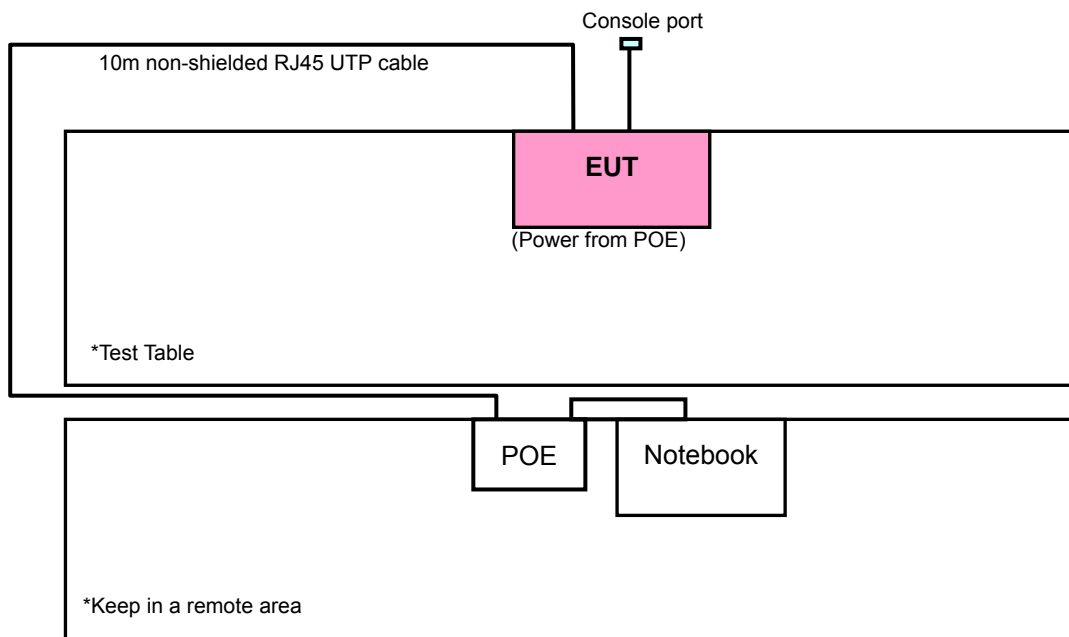 Console port
10m non-shielded RJ45 UTP cable
EUT
(Power from POE)
*Test Table
POE
Notebook
*Keep in a remote area